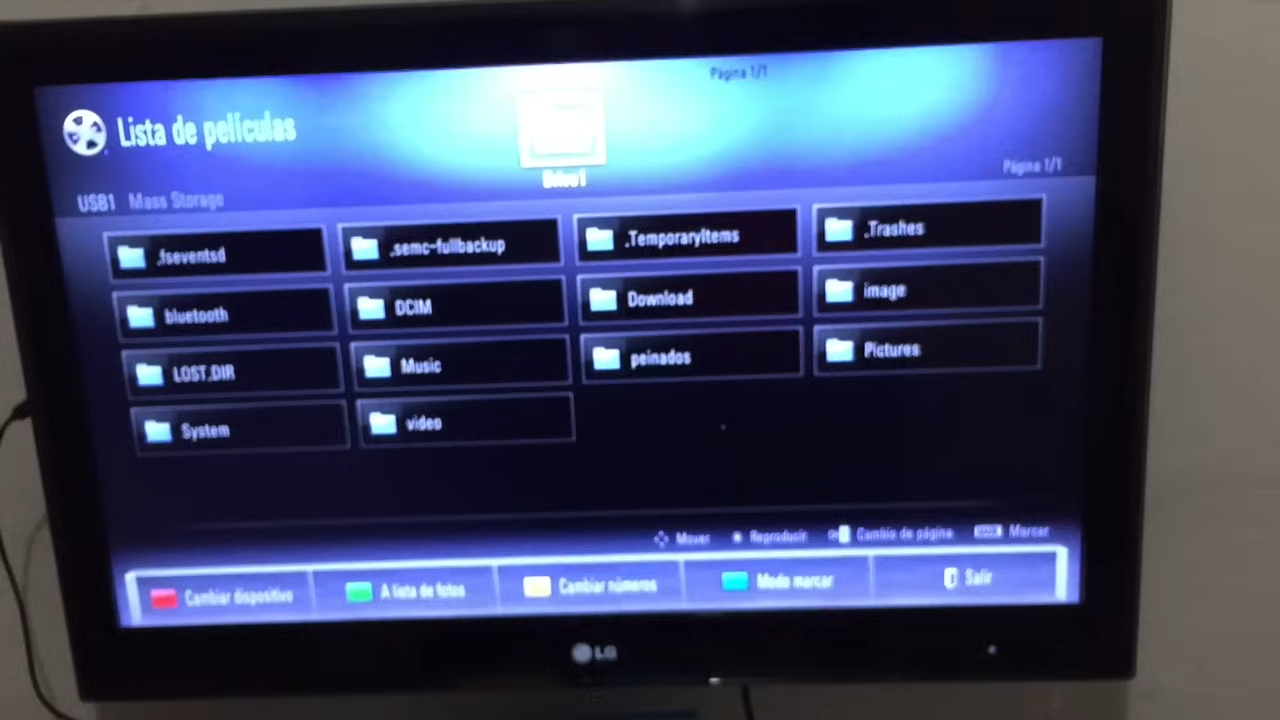 Página 1/1
Lista de películas
Drive1
Página 1/1
USB1 Mass Storage
.fseventsd .semc-fullbackup .TemporaryItems .Trashes
bluetooth DCIM Download image
LOST.DIR Music peinados Pictures
System video
Mover Reproducir Cambio de página Marcar
Cambiar dispositivo A lista de fotos Cambiar números Modo marcar Salir
LG